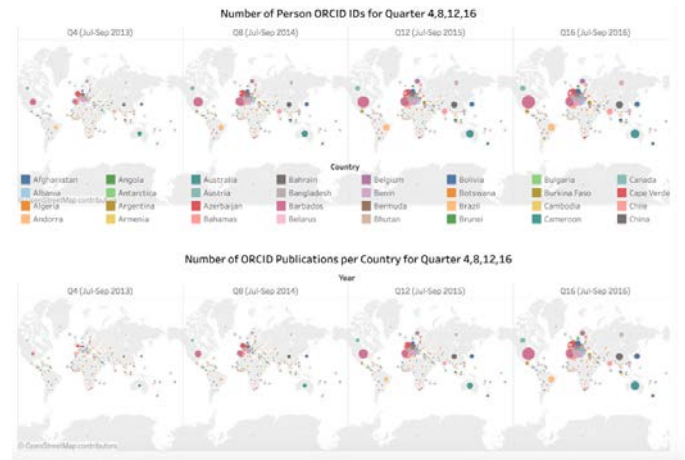 Number of Person ORCID IDs for Quarter 4,8,12,16
Q4 (Jul-Sep 2013) Q8 (Jul-Sep 2014) Q12 (Jul-Sep 2015) Q16 (Jul-Sep 2016)
Country
Afghanistan Angola Australia Bahrain Belgium Bolivia Bulgaria Canada
Albania Antarctica Austria Bangladesh Benin Botswana Burkina Faso Cape Verde
Algeria Argentina Azerbaijan Barbados Bermuda Brazil Cambodia Chile
Andorra Armenia Bahamas Belarus Bhutan Brunei Cameroon China
OpenStreetMap contributors
Number of ORCID Publications per Country for Quarter 4,8,12,16
Year
Q4 (Jul-Sep 2013) Q8 (Jul-Sep 2014) Q12 (Jul-Sep 2015) Q16 (Jul-Sep 2016)
© OpenStreetMap contributors